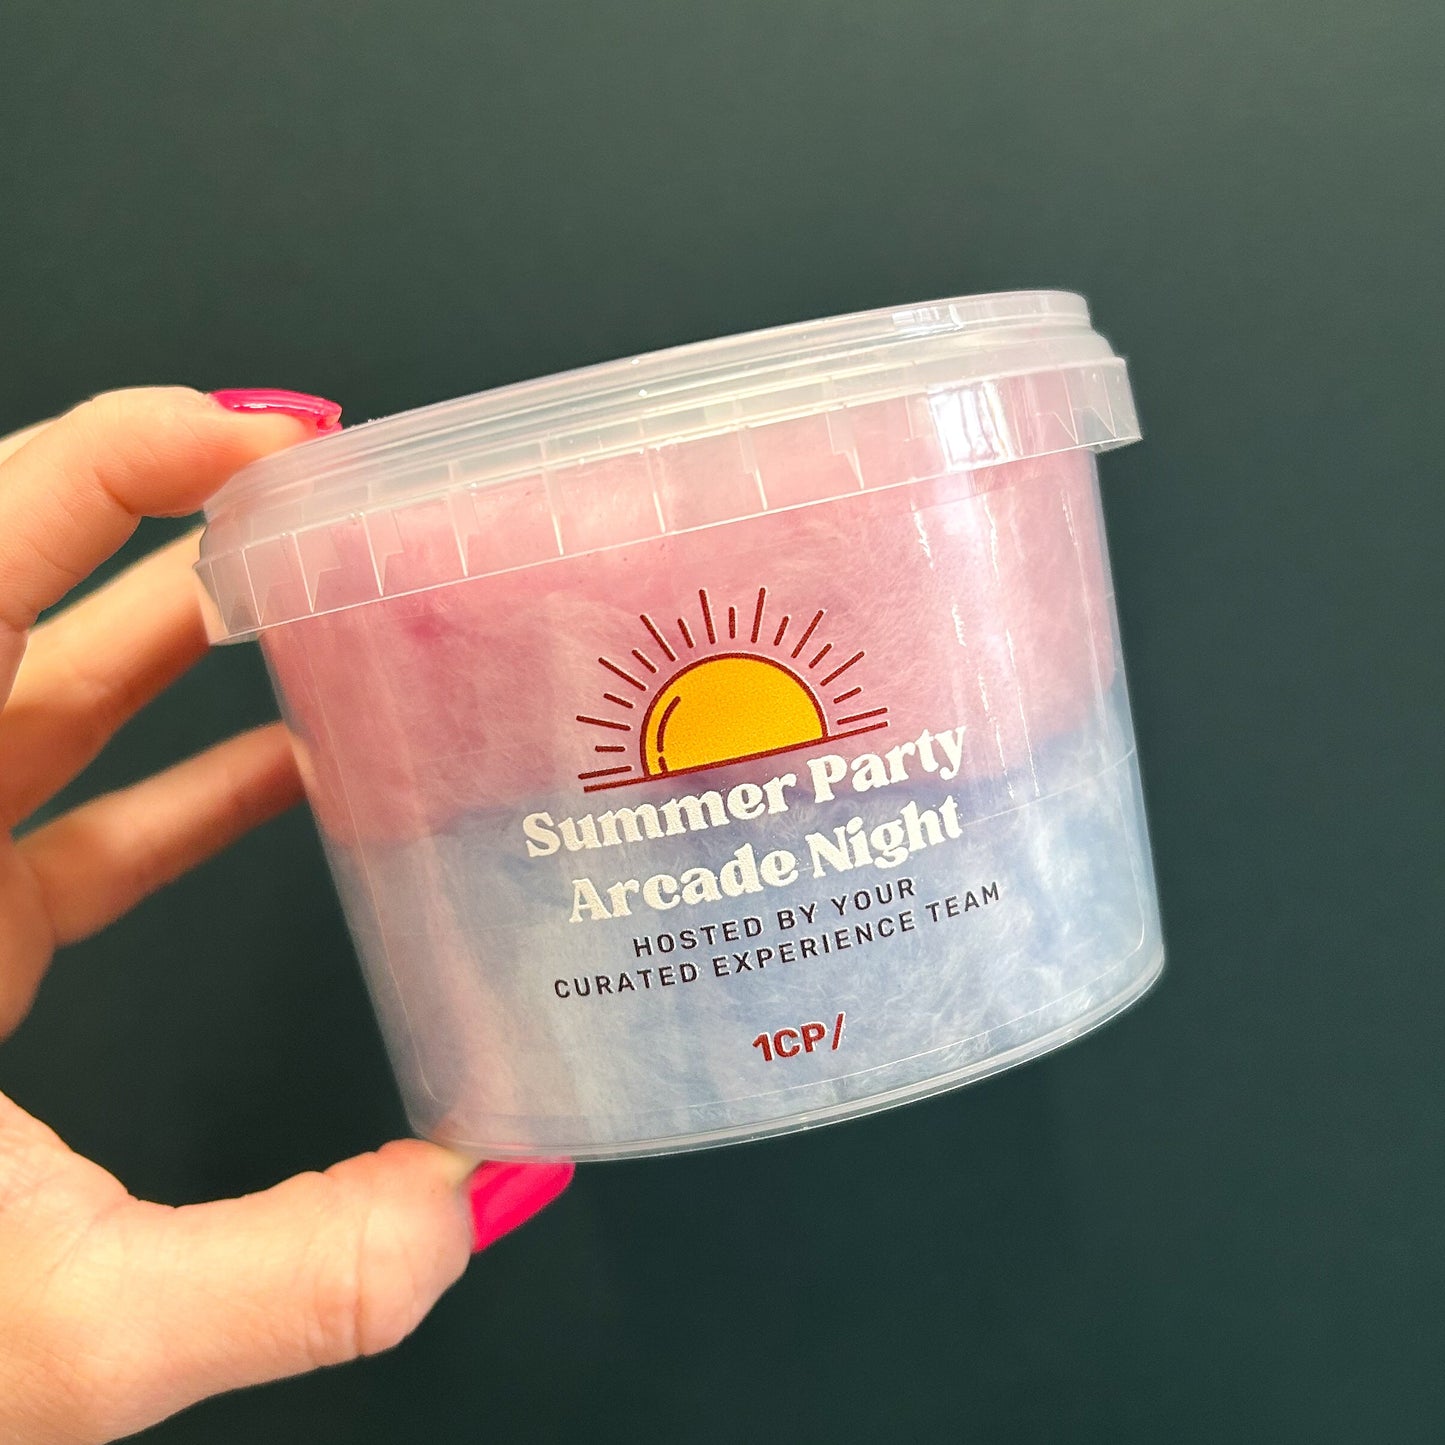 Summer Party
Arcade Night
HOSTED BY YOUR
CURATED EXPERIENCE TEAM
1CP/